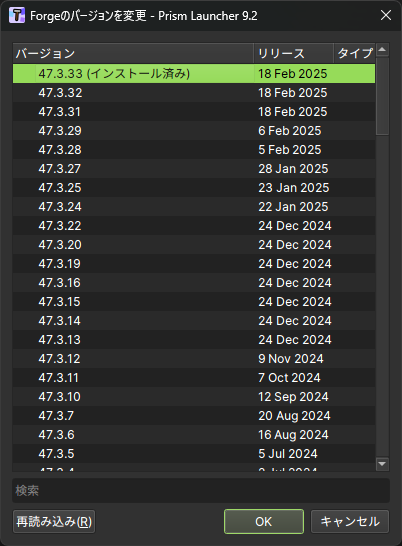 Forgeのバージョンを変更 - Prism Launcher 9.2
バージョン リリース タイプ
47.3.33 (インストール済み) 18 Feb 2025
47.3.32 18 Feb 2025
47.3.31 18 Feb 2025
47.3.29 6 Feb 2025
47.3.28 5 Feb 2025
47.3.27 28 Jan 2025
47.3.25 23 Jan 2025
47.3.24 22 Jan 2025
47.3.22 24 Dec 2024
47.3.20 24 Dec 2024
47.3.19 24 Dec 2024
47.3.16 24 Dec 2024
47.3.15 24 Dec 2024
47.3.14 24 Dec 2024
47.3.13 24 Dec 2024
47.3.12 9 Nov 2024
47.3.11 7 Oct 2024
47.3.10 12 Sep 2024
47.3.7 20 Aug 2024
47.3.6 16 Aug 2024
47.3.5 5 Jul 2024
検索
再読み込み(R) OK キャンセル